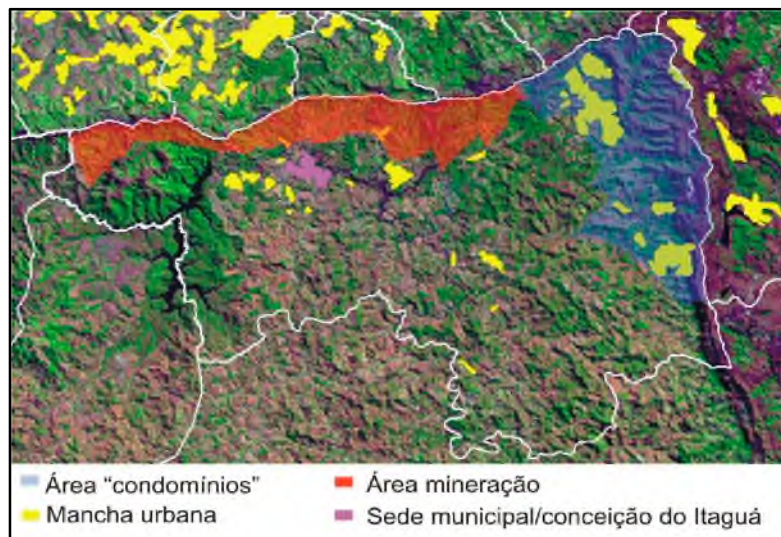 Área “condomínios”
Área mineração
Mancha urbana
Sede municipal/conceição do Itaguá